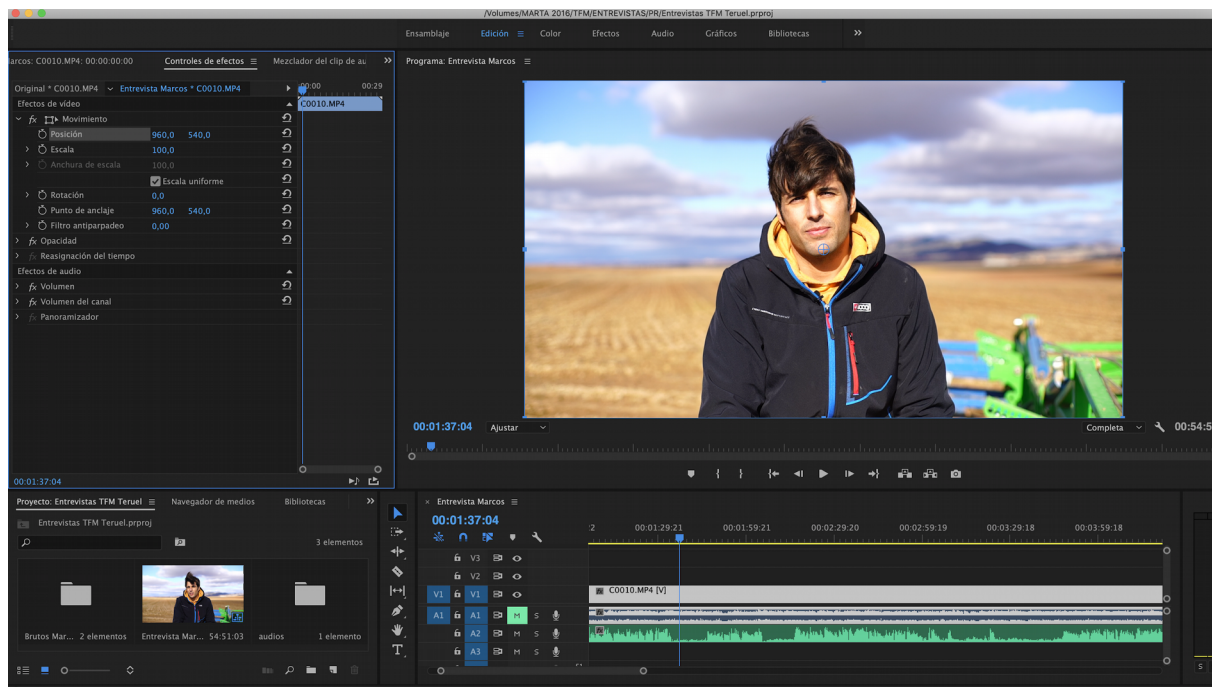 /Volumes/MARTA 2016/TFM/ENTREVISTAS/PR/Entrevistas TFM Teruel.prproj
Ensamblaje Edición Color Efectos Audio Gráficos Bibliotecas
arcos: C0010.MP4: 00:00:00:00 Controles de efectos Mezclador del clip de au
Programa: Entrevista Marcos
Original * C0010.MP4 Entrevista Marcos * C0010.MP4 00:00 00:29
Efectos de vídeo C0010.MP4
fx Movimiento
Posición 960,0 540,0
Escala 100,0
Anchura de escala 100,0
Escala uniforme
Rotación 0,0
Punto de anclaje 960,0 540,0
Filtro antiparpadeo 0,00
fx Opacidad
fx Reasignación del tiempo
Efectos de audio
fx Volumen
fx Volumen del canal
fx Panoramizador
00:01:37:04 Ajustar Completa 00:54:5
00:01:37:04
Proyecto: Entrevistas TFM Teruel Navegador de medios Bibliotecas
Entrevistas TFM Teruel.prproj
3 elementos
Brutos Mar... 2 elementos Entrevista Mar... 54:51:03 audios 1 elemento
× Entrevista Marcos
00:01:37:04
:2 00:01:29:21 00:01:59:21 00:02:29:20 00:02:59:19 00:03:29:18 00:03:59:18
V3
V2
V1 V1 C0010.MP4 [V]
A1 A1 M S
A2 M S
A3 M S
T
S